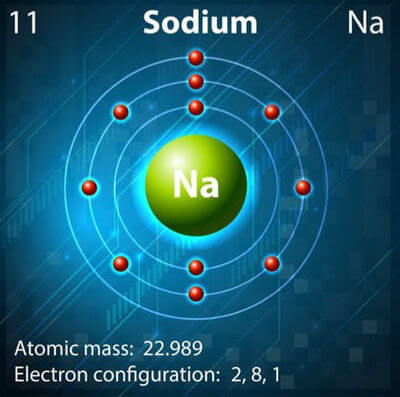 11 Sodium Na
Na
Atomic mass: 22.989
Electron configuration: 2, 8, 1